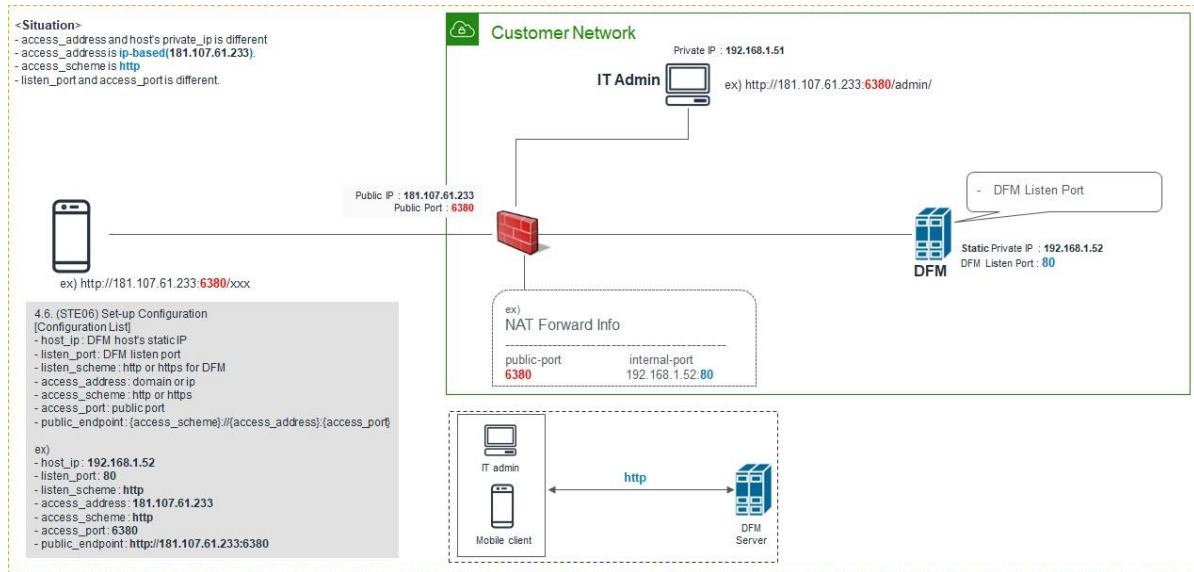 <Situation>
- access_address and host's private_ip is different
- access_address is ip-based(181.107.61.233).
- access_scheme is http
- listen_port and access_port is different.
Customer Network
Private IP : 192.168.1.51
IT Admin
ex) http://181.107.61.233:6380/admin/
Public IP : 181.107.61.233
Public Port : 6380
- DFM Listen Port
Static Private IP : 192.168.1.52
DFM Listen Port : 80
DFM
ex) http://181.107.61.233:6380/xxx
ex)
NAT Forward Info
public-port internal-port
6380 192.168.1.52:80
4.6. (STE06) Set-up Configuration
[Configuration List]
- host_ip : DFM host's static IP
- listen_port : DFM listen port
- listen_scheme : http or https for DFM
- access_address : domain or ip
- access_scheme : http or https
- access_port : public port
- public_endpoint : {access_scheme}://{access_address}:{access_port}
ex)
- host_ip : 192.168.1.52
- listen_port : 80
- listen_scheme : http
- access_address : 181.107.61.233
- access_scheme : http
- access_port : 6380
- public_endpoint : http://181.107.61.233:6380
IT admin
http
Mobile client
DFM
Server